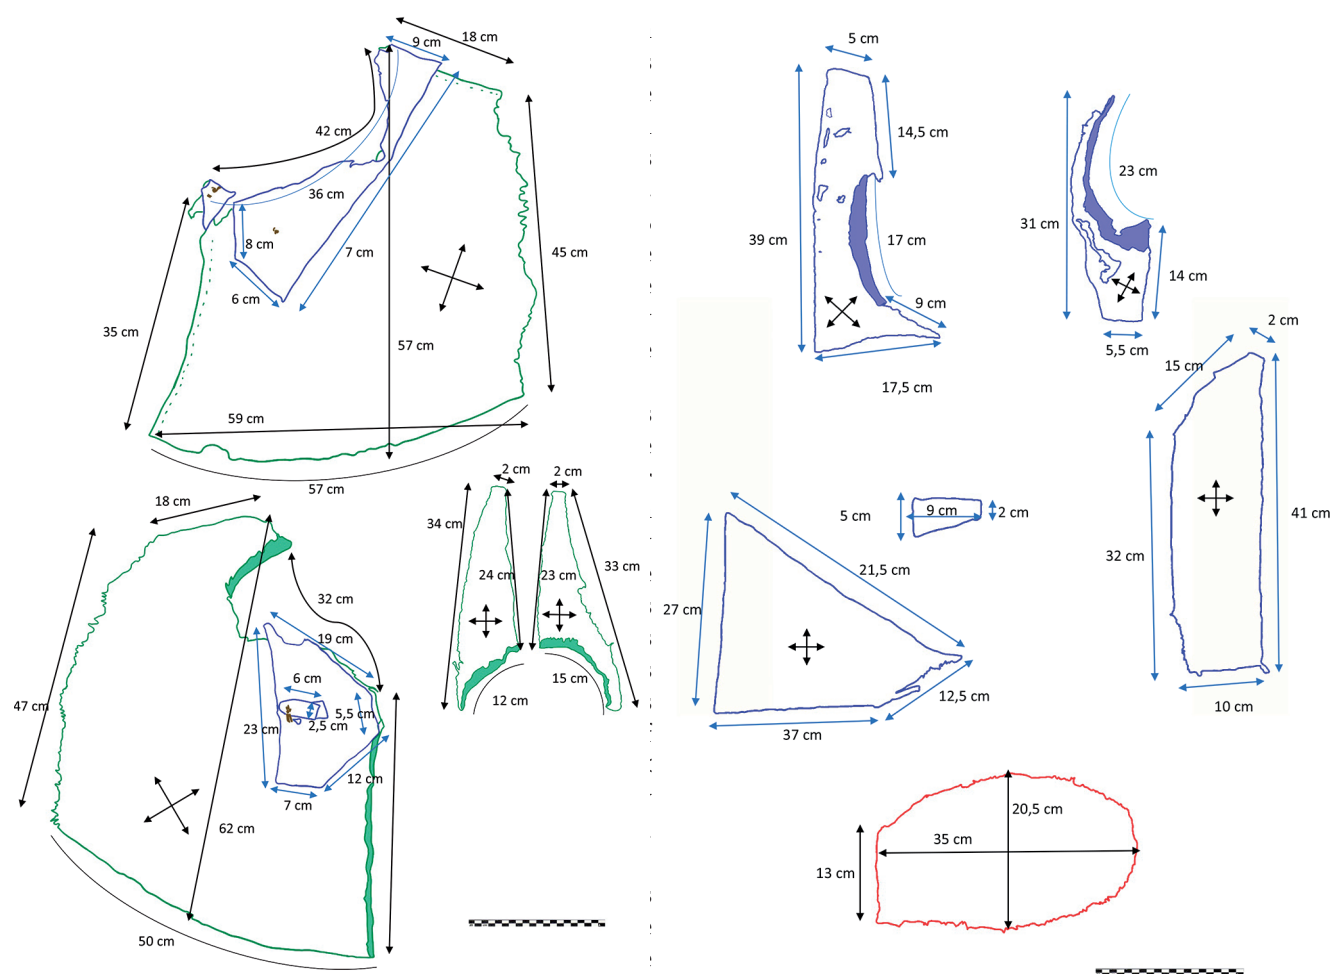 9 cm
18 cm
42 cm
36 cm
8 cm
7 cm
6 cm
45 cm
35 cm
57 cm
59 cm
57 cm
18 cm
32 cm
19 cm
6 cm
5,5 cm
2,5 cm
23 cm
12 cm
7 cm
47 cm
62 cm
50 cm
2 cm
2 cm
34 cm
24 cm
23 cm
33 cm
12 cm
15 cm
5 cm
14,5 cm
39 cm
17 cm
9 cm
17,5 cm
23 cm
31 cm
14 cm
5,5 cm
2 cm
15 cm
32 cm
41 cm
10 cm
5 cm
9 cm
2 cm
21,5 cm
27 cm
12,5 cm
37 cm
20,5 cm
35 cm
13 cm